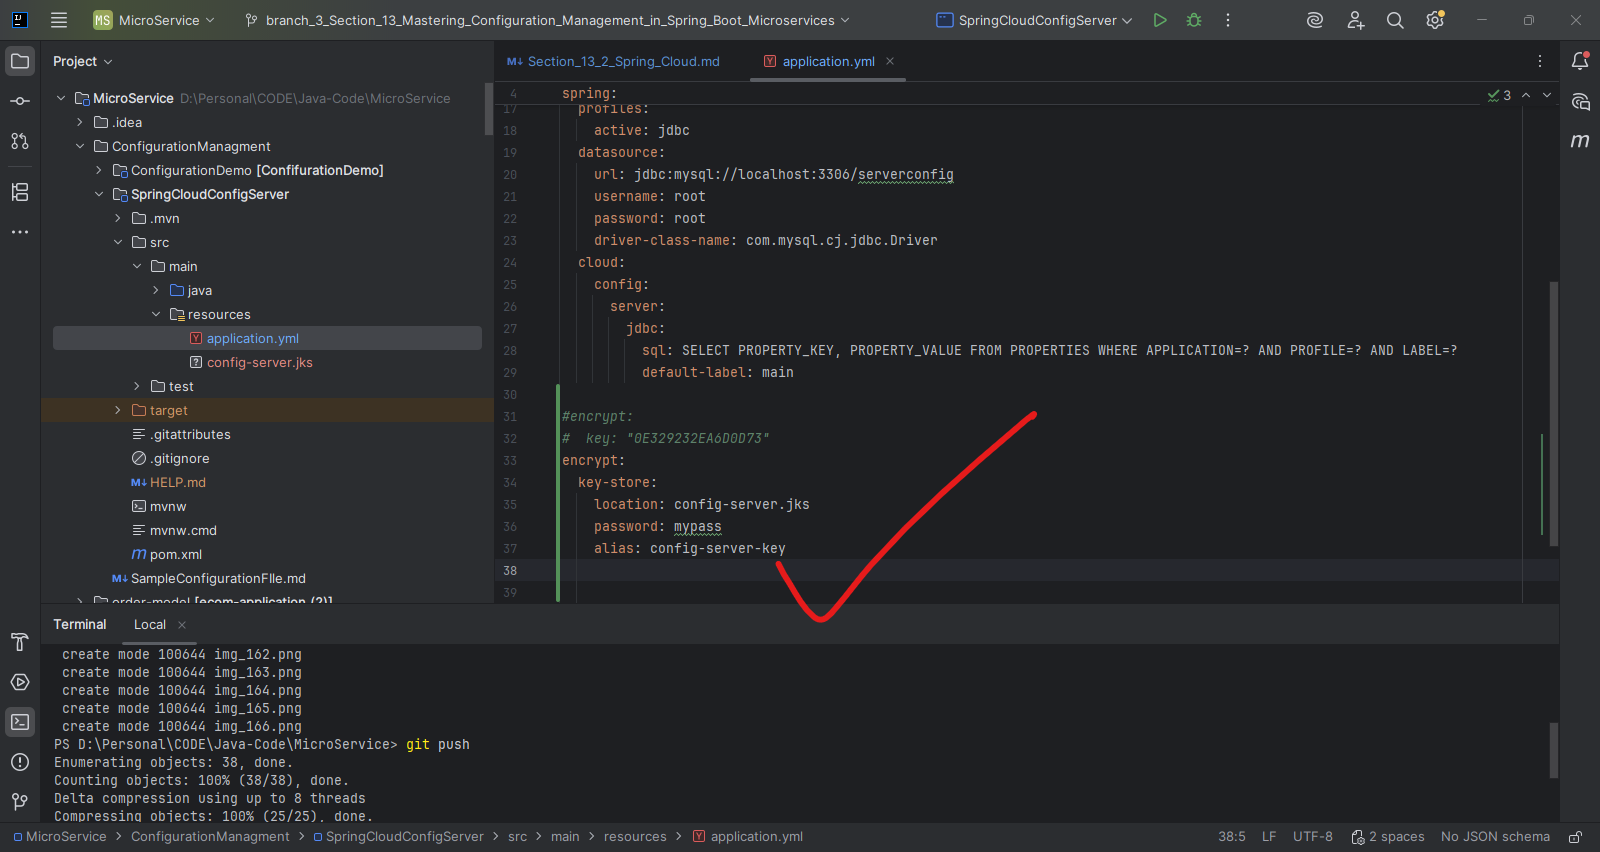 MS MicroService branch_3_Section_13_Mastering_Configuration_Management_in_Spring_Boot_Microservices SpringCloudConfigServer
Project
MicroService D:\Personal\CODE\Java-Code\MicroService
.idea
ConfigurationManagment
ConfigurationDemo [ConfifurationDemo]
SpringCloudConfigServer
.mvn
src
main
java
resources
application.yml
config-server.jks
test
target
.gitattributes
.gitignore
M↓ HELP.md
mvnw
mvnw.cmd
m pom.xml
M↓ SampleConfigurationFIle.md
order-model [ecom-application (2)]
M↓ Section_13_2_Spring_Cloud.md application.yml
3
4 spring:
17 profiles:
18 active: jdbc
19 datasource:
20 url: jdbc:mysql://localhost:3306/serverconfig
21 username: root
22 password: root
23 driver-class-name: com.mysql.cj.jdbc.Driver
24 cloud:
25 config:
26 server:
27 jdbc:
28 sql: SELECT PROPERTY_KEY, PROPERTY_VALUE FROM PROPERTIES WHERE APPLICATION=? AND PROFILE=? AND LABEL=?
29 default-label: main
30
31 #encrypt:
32 # key: "0E329232EA6D0D73"
33 encrypt:
34 key-store:
35 location: config-server.jks
36 password: mypass
37 alias: config-server-key
38
39
Terminal Local
create mode 100644 img_162.png
create mode 100644 img_163.png
create mode 100644 img_164.png
create mode 100644 img_165.png
create mode 100644 img_166.png
PS D:\Personal\CODE\Java-Code\MicroService> git push
Enumerating objects: 38, done.
Counting objects: 100% (38/38), done.
Delta compression using up to 8 threads
Compressing objects: 100% (25/25), done.
MicroService > ConfigurationManagment > SpringCloudConfigServer > src > main > resources > application.yml 38:5 LF UTF-8 2 spaces No JSON schema